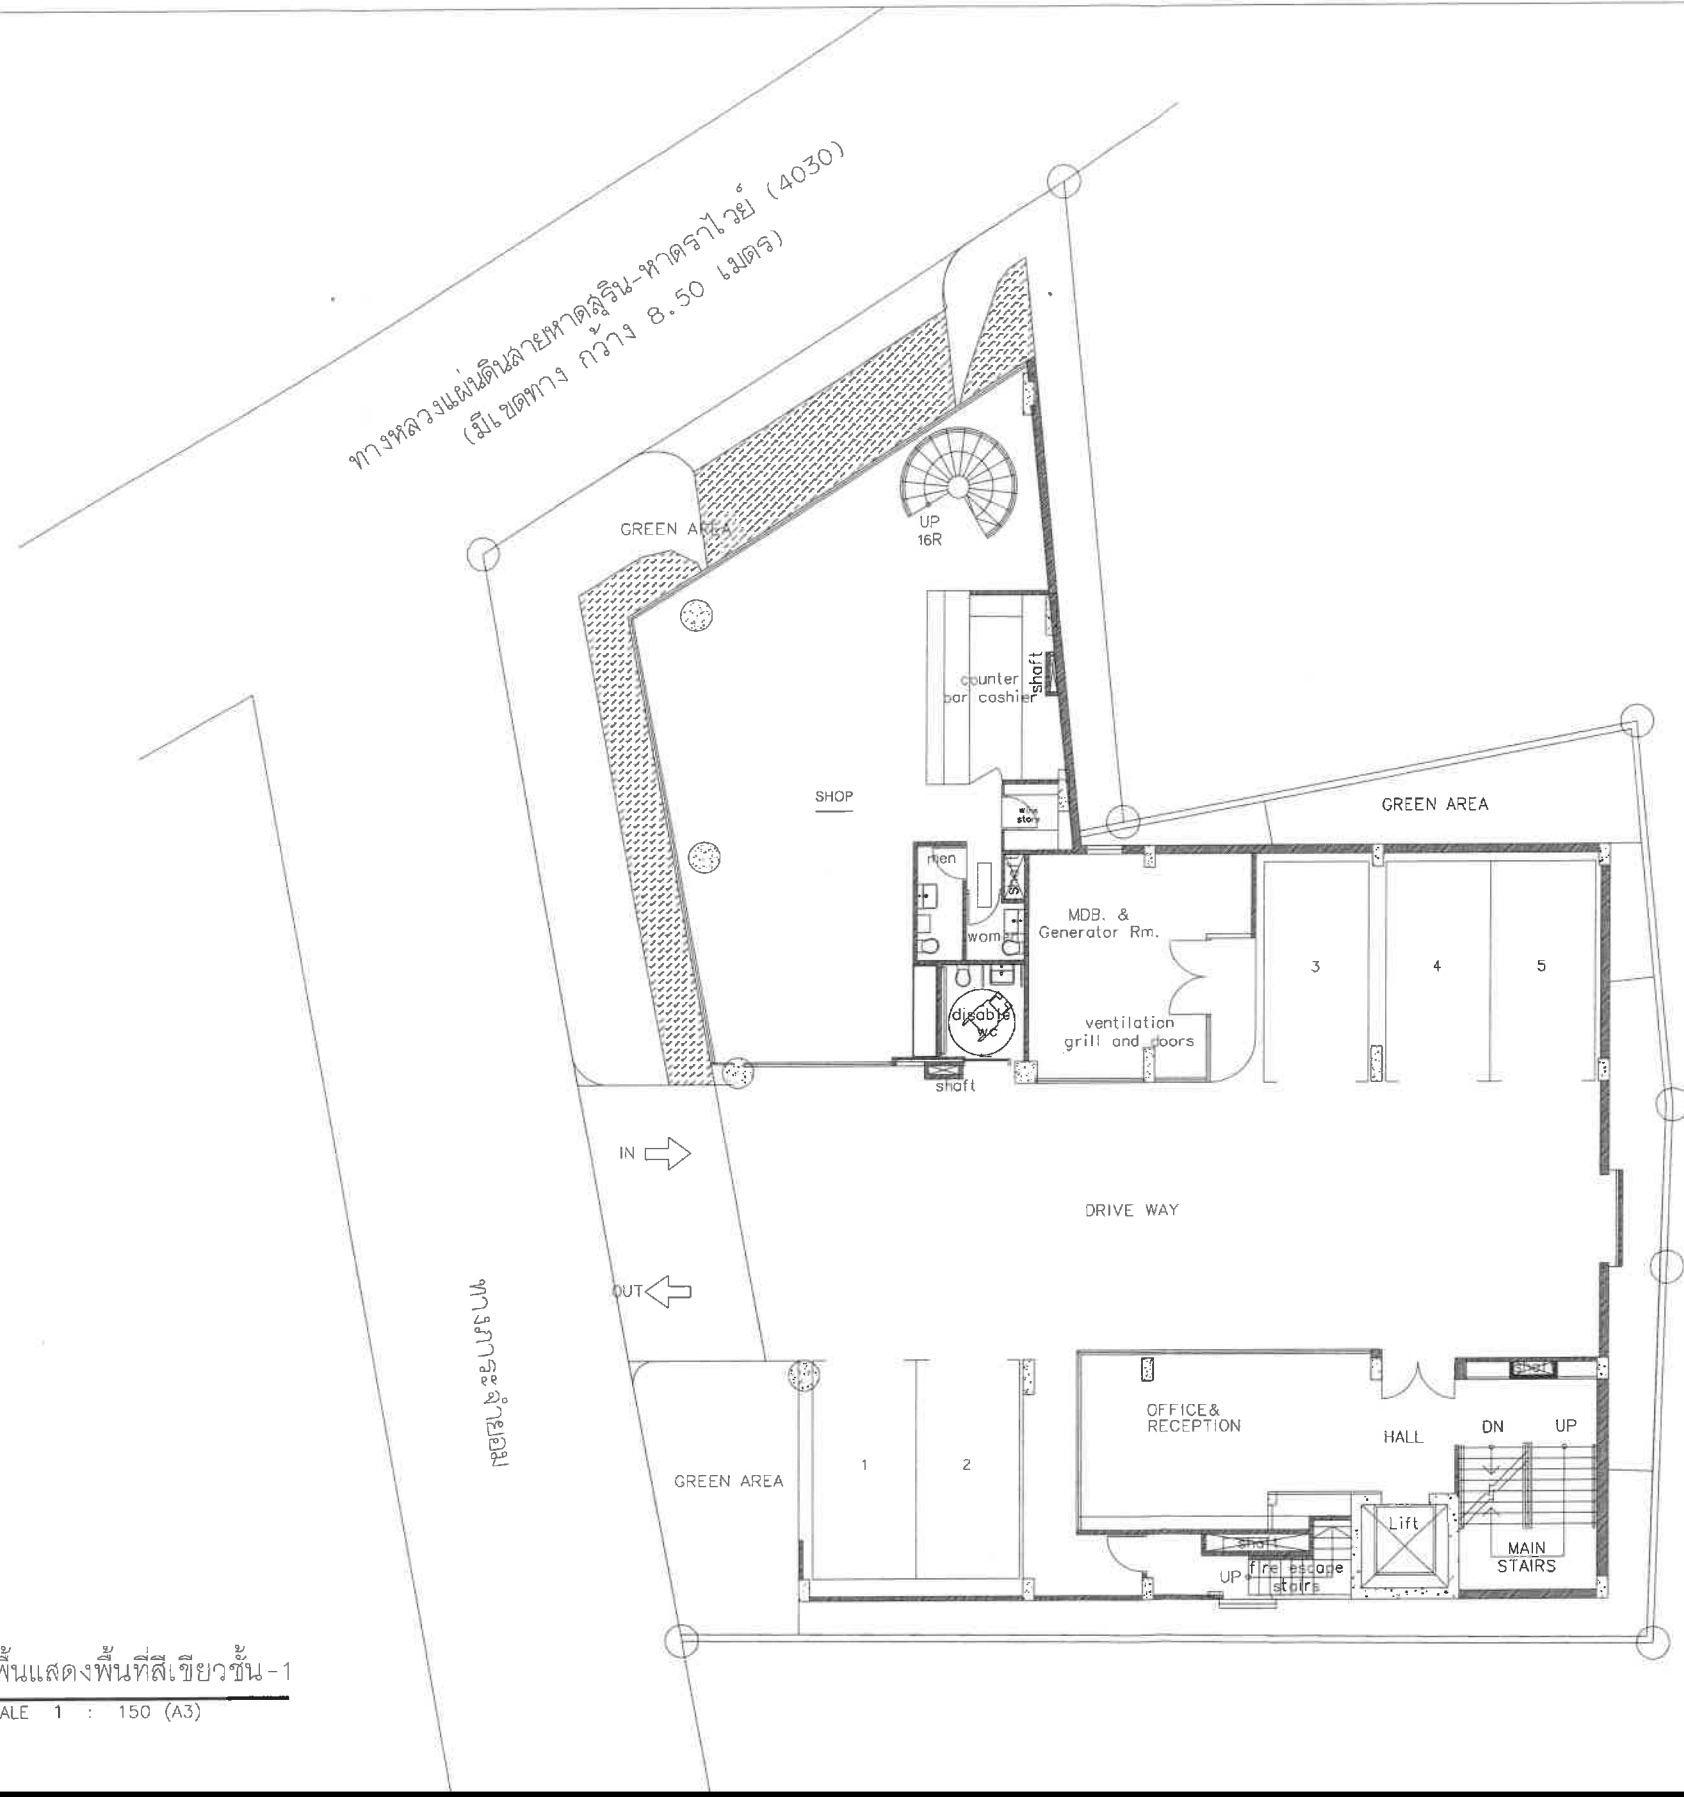 ทางหลวงแผ่นดินสายหาดสุริน-หาดราไวย์ (4030)
(มีเขตทาง กว้าง 8.50 เมตร)
GREEN AREA
UP
16R
counter
bar cashier
shaft
SHOP
wine
store
GREEN AREA
men
women
MDB. &
Generator Rm.
3
4
5
disable
wc
ventilation
grill and doors
shaft
IN
DRIVE WAY
OUT
ทางภาระจำยอม
OFFICE&
RECEPTION
HALL
DN
UP
1
2
GREEN AREA
Lift
shaft
shaft
MAIN
STAIRS
UP
fire escape
stairs
พื้นแสดงพื้นที่สีเขียวชั้น-1
ALE 1 : 150 (A3)